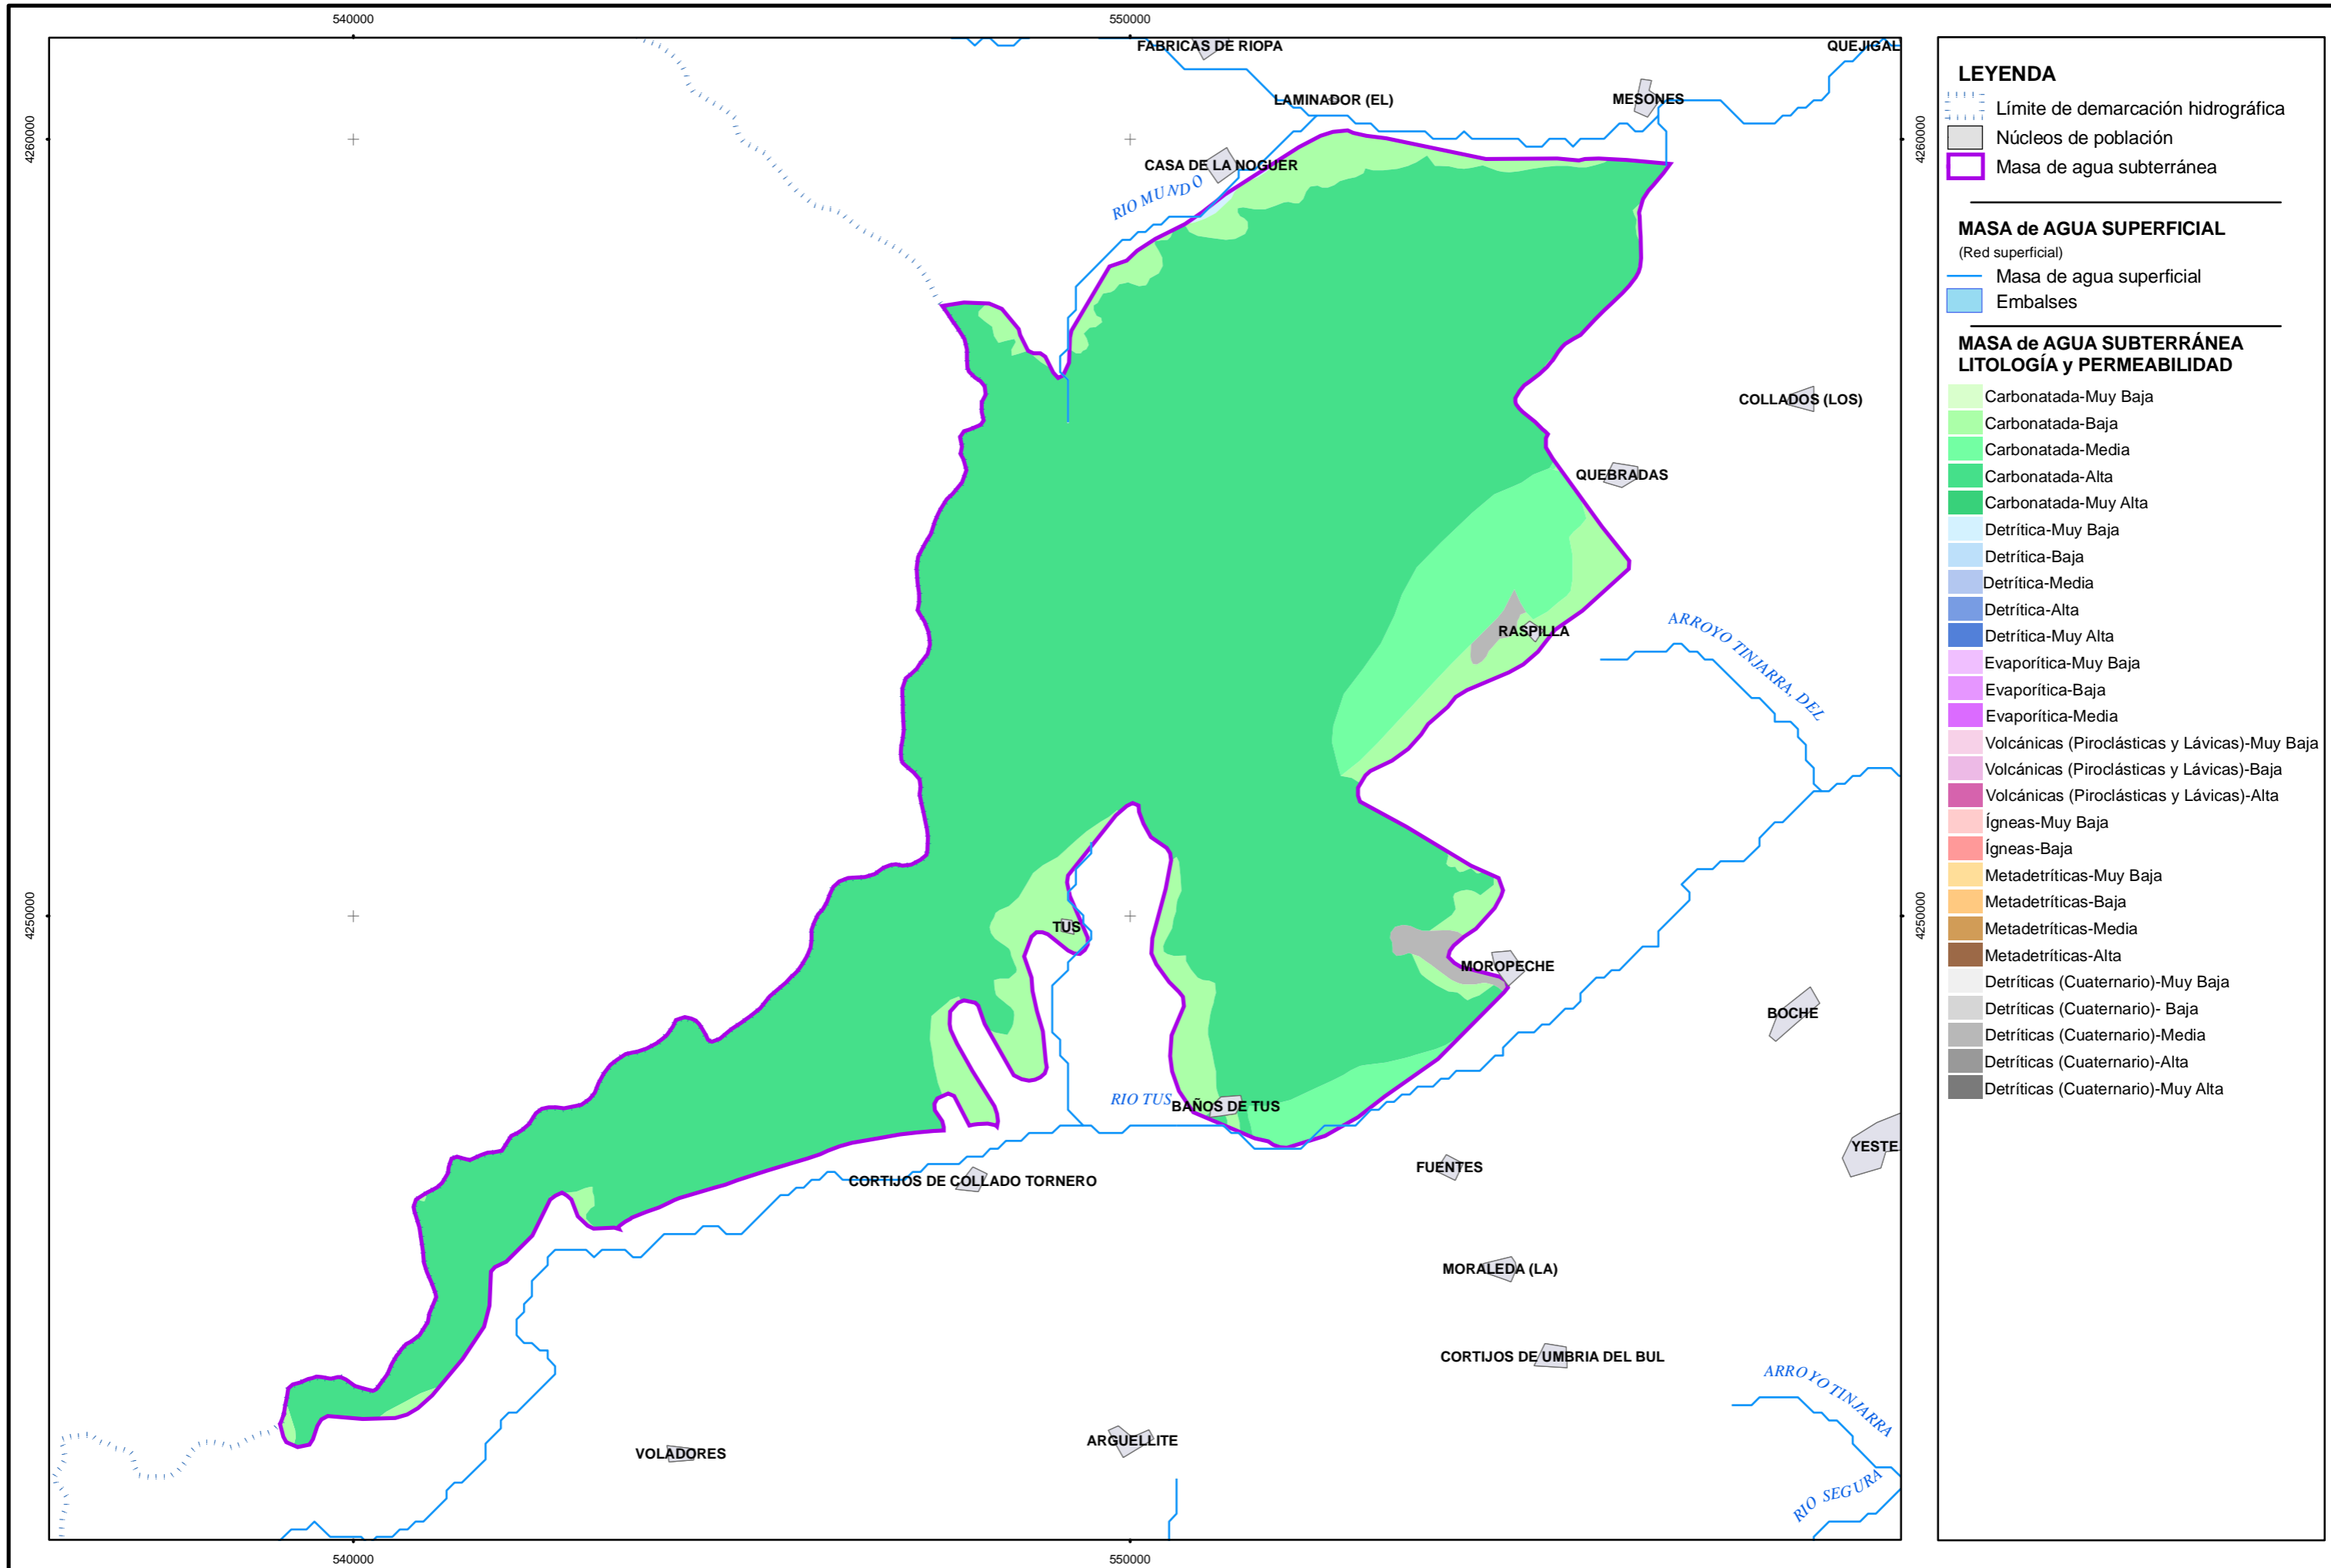 540000
550000
FABRICAS DE RIOPA
QUEJIGAL
LAMINADOR (EL)
MESONES
4260000
4260000
CASA DE LA NOGUER
RIO MUNDO
COLLADOS (LOS)
QUEBRADAS
RASPILLA
ARROYO TINJARRA, DEL
4250000
4250000
TUS
MOROPECHE
BOCHE
RIO TUS
BAÑOS DE TUS
YESTE
FUENTES
CORTIJOS DE COLLADO TORNERO
MORALEDA (LA)
CORTIJOS DE UMBRIA DEL BUL
ARROYO TINJARRA
ARGUELLITE
VOLADORES
RIO SEGURA
540000
550000
LEYENDA
Límite de demarcación hidrográfica
Núcleos de población
Masa de agua subterránea
MASA de AGUA SUPERFICIAL
(Red superficial)
Masa de agua superficial
Embalses
MASA de AGUA SUBTERRÁNEA
LITOLOGÍA y PERMEABILIDAD
Carbonatada-Muy Baja
Carbonatada-Baja
Carbonatada-Media
Carbonatada-Alta
Carbonatada-Muy Alta
Detrítica-Muy Baja
Detrítica-Baja
Detrítica-Media
Detrítica-Alta
Detrítica-Muy Alta
Evaporítica-Muy Baja
Evaporítica-Baja
Evaporítica-Media
Volcánicas (Piroclásticas y Lávicas)-Muy Baja
Volcánicas (Piroclásticas y Lávicas)-Baja
Volcánicas (Piroclásticas y Lávicas)-Alta
Ígneas-Muy Baja
Ígneas-Baja
Metadetríticas-Muy Baja
Metadetríticas-Baja
Metadetríticas-Media
Metadetríticas-Alta
Detríticas (Cuaternario)-Muy Baja
Detríticas (Cuaternario)- Baja
Detríticas (Cuaternario)-Media
Detríticas (Cuaternario)-Alta
Detríticas (Cuaternario)-Muy Alta